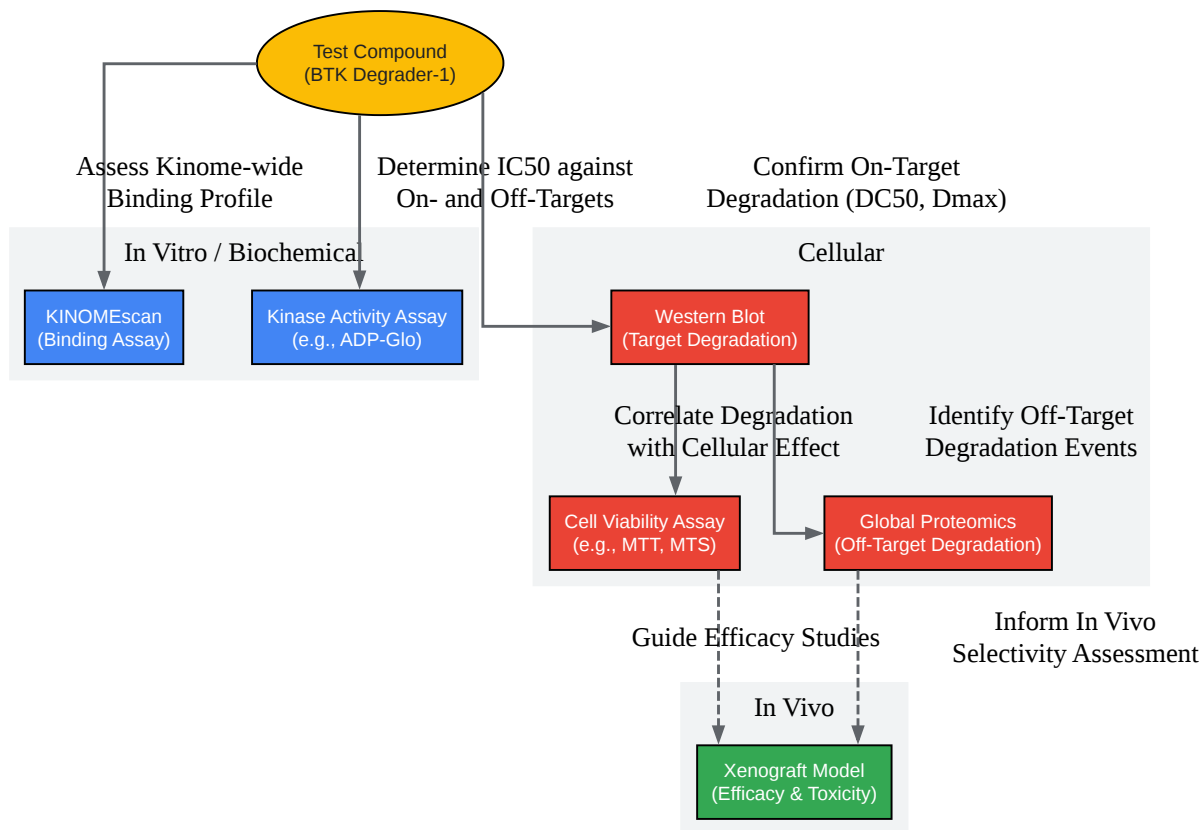 Test Compound
(BTK Degrader-1)
Assess Kinome-wide
Binding Profile
Determine IC50 against
On- and Off-Targets
Confirm On-Target
Degradation (DC50, Dmax)
In Vitro / Biochemical
Cellular
KINOMEscan
(Binding Assay)
Kinase Activity Assay
(e.g., ADP-Glo)
Western Blot
(Target Degradation)
Correlate Degradation
with Cellular Effect
Identify Off-Target
Degradation Events
Cell Viability Assay
(e.g., MTT, MTS)
Global Proteomics
(Off-Target Degradation)
Guide Efficacy Studies
Inform In Vivo
Selectivity Assessment
In Vivo
Xenograft Model
(Efficacy & Toxicity)